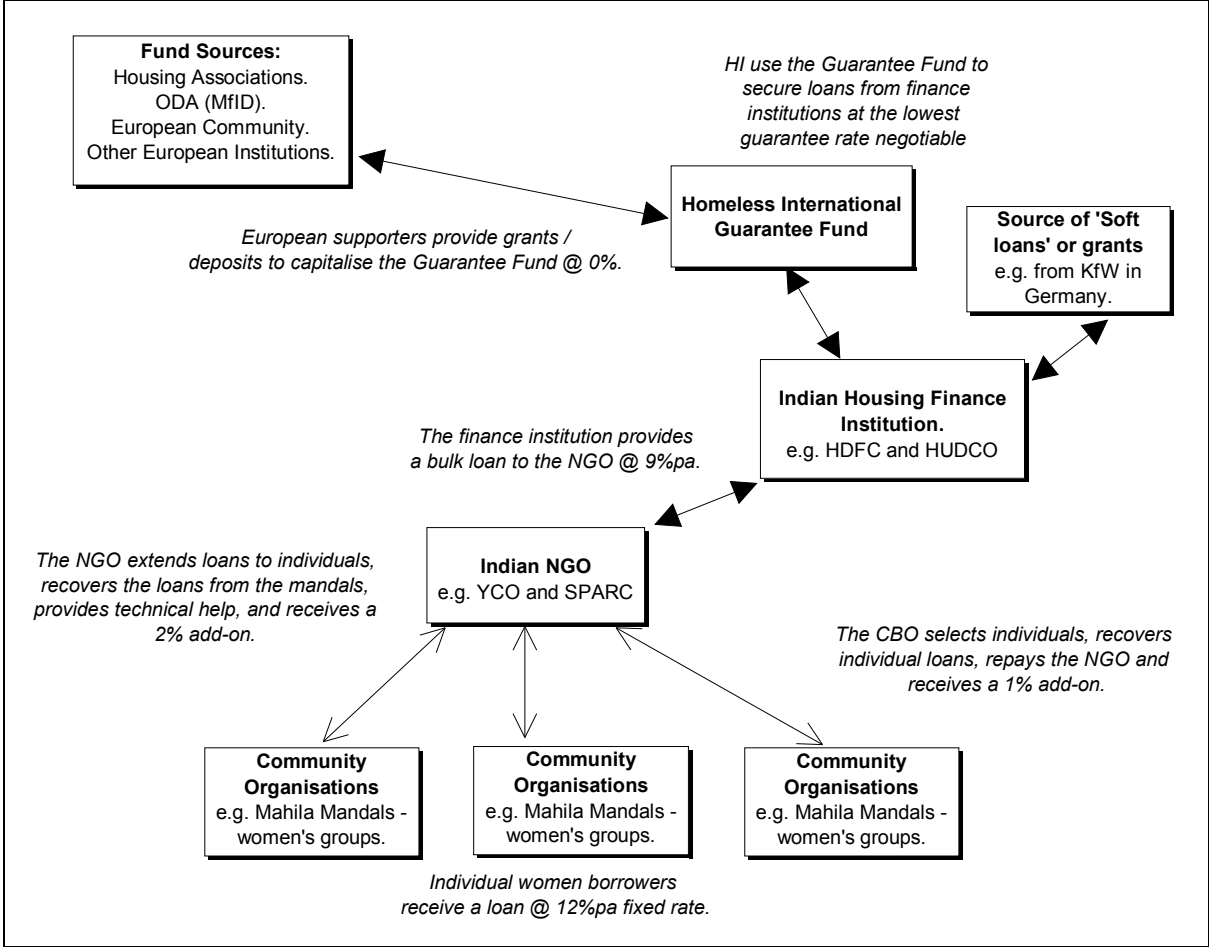 Fund Sources:
Housing Associations.
ODA (MfID).
European Community.
Other European Institutions.
HI use the Guarantee Fund to
secure loans from finance
institutions at the lowest
guarantee rate negotiable
Homeless International
Guarantee Fund
Source of 'Soft
loans' or grants
e.g. from KfW in
Germany.
European supporters provide grants /
deposits to capitalise the Guarantee Fund @ 0%.
Indian Housing Finance
Institution.
e.g. HDFC and HUDCO
The finance institution provides
a bulk loan to the NGO @ 9%pa.
Indian NGO
e.g. YCO and SPARC
The NGO extends loans to individuals,
recovers the loans from the mandals,
provides technical help, and receives a
2% add-on.
The CBO selects individuals, recovers
individual loans, repays the NGO and
receives a 1% add-on.
Community
Organisations
e.g. Mahila Mandals -
women's groups.
Community
Organisations
e.g. Mahila Mandals -
women's groups.
Community
Organisations
e.g. Mahila Mandals -
women's groups.
Individual women borrowers
receive a loan @ 12%pa fixed rate.